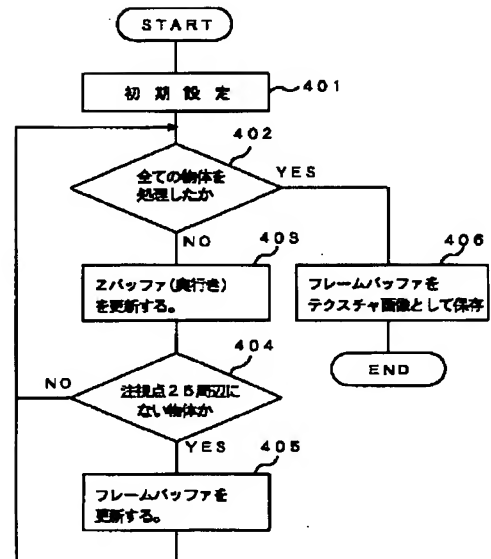 START
初期設定
401
402
全ての物体を
処理したか
YES
NO
403
Zバッファ(奥行き)
を更新する。
406
フレームバッファを
テクスチャ画像として保存
END
404
注視点25周辺に
ない物体か
NO
YES
405
フレームバッファを
更新する。